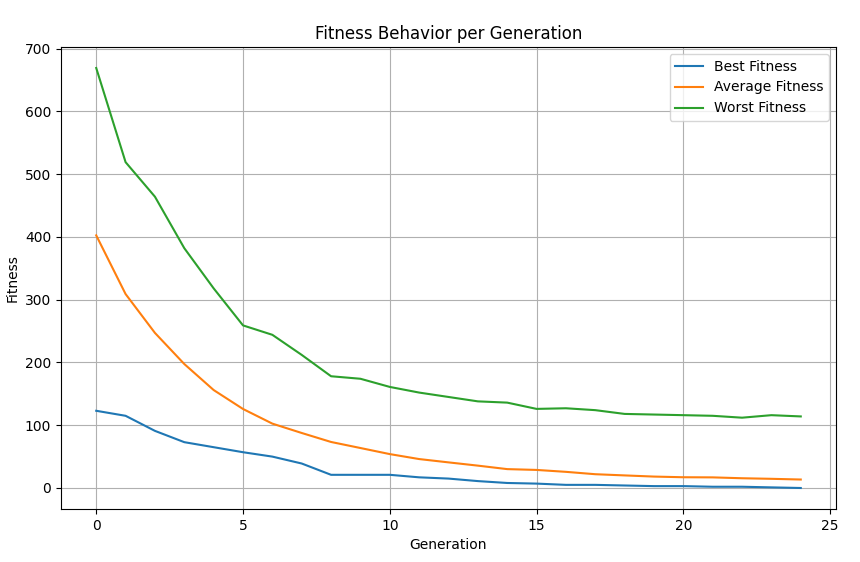 Fitness Behavior per Generation
700
600
500
400
300
200
100
0
Fitness
Best Fitness
Average Fitness
Worst Fitness
0 5 10 15 20 25
Generation